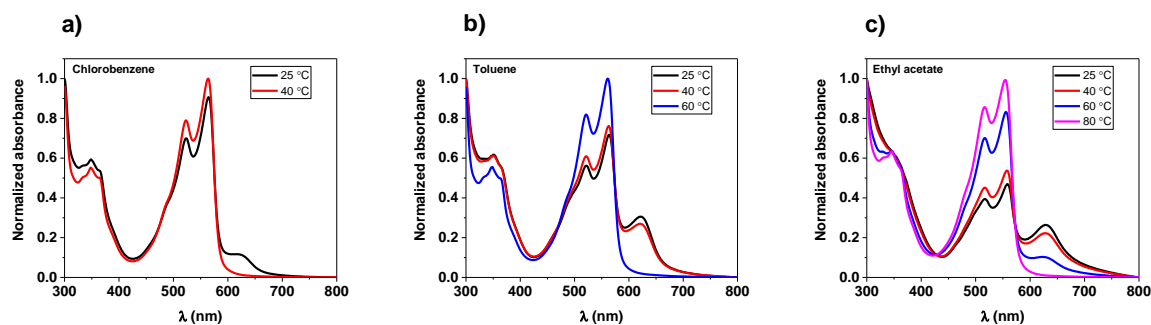 a)
Chlorobenzene
25 °C
40 °C
Normalized absorbance
1.0
0.8
0.6
0.4
0.2
0.0
300 400 500 600 700 800
λ (nm)
b)
Toluene
25 °C
40 °C
60 °C
Normalized absorbance
1.0
0.8
0.6
0.4
0.2
0.0
300 400 500 600 700 800
λ (nm)
c)
Ethyl acetate
25 °C
40 °C
60 °C
80 °C
Normalized absorbance
1.0
0.8
0.6
0.4
0.2
0.0
300 400 500 600 700 800
λ (nm)